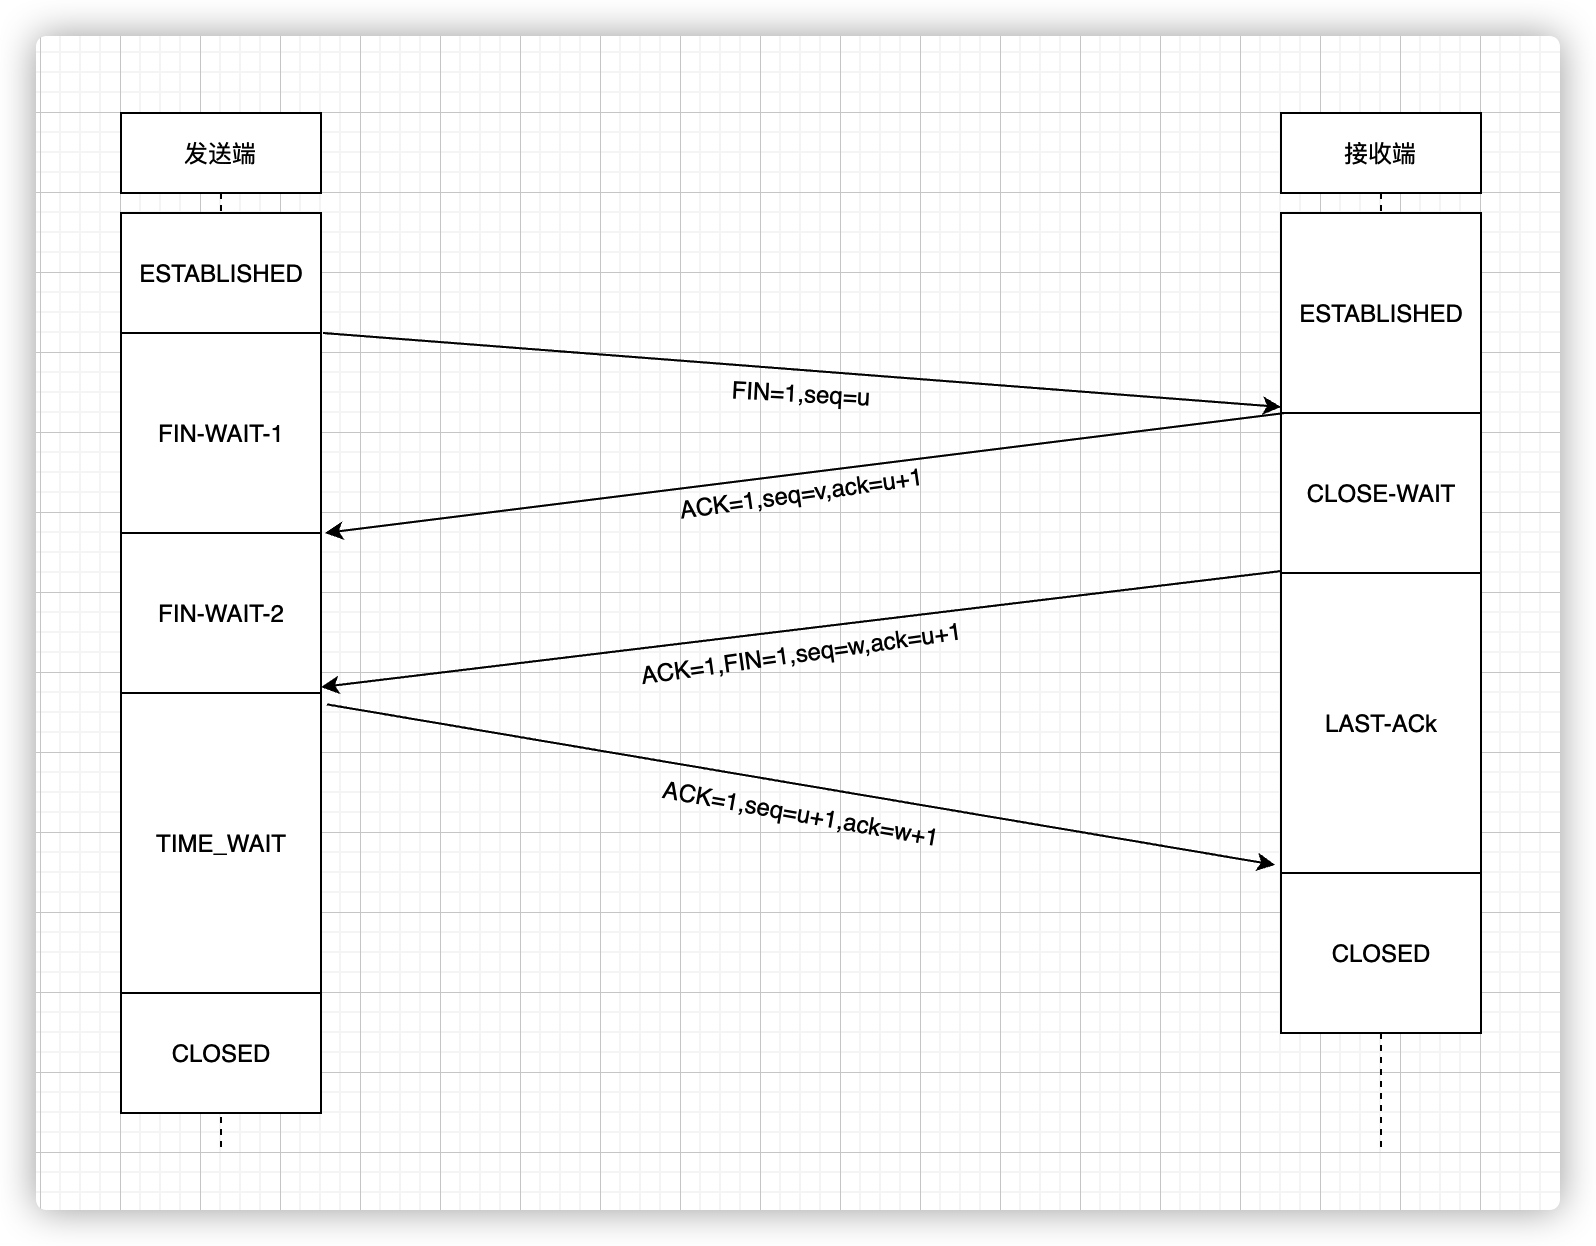 发送端
接收端
ESTABLISHED
ESTABLISHED
FIN=1,seq=u
FIN-WAIT-1
ACK=1,seq=v,ack=u+1
CLOSE-WAIT
FIN-WAIT-2
ACK=1,FIN=1,seq=w,ack=u+1
LAST-ACk
ACK=1,seq=u+1,ack=w+1
TIME_WAIT
CLOSED
CLOSED